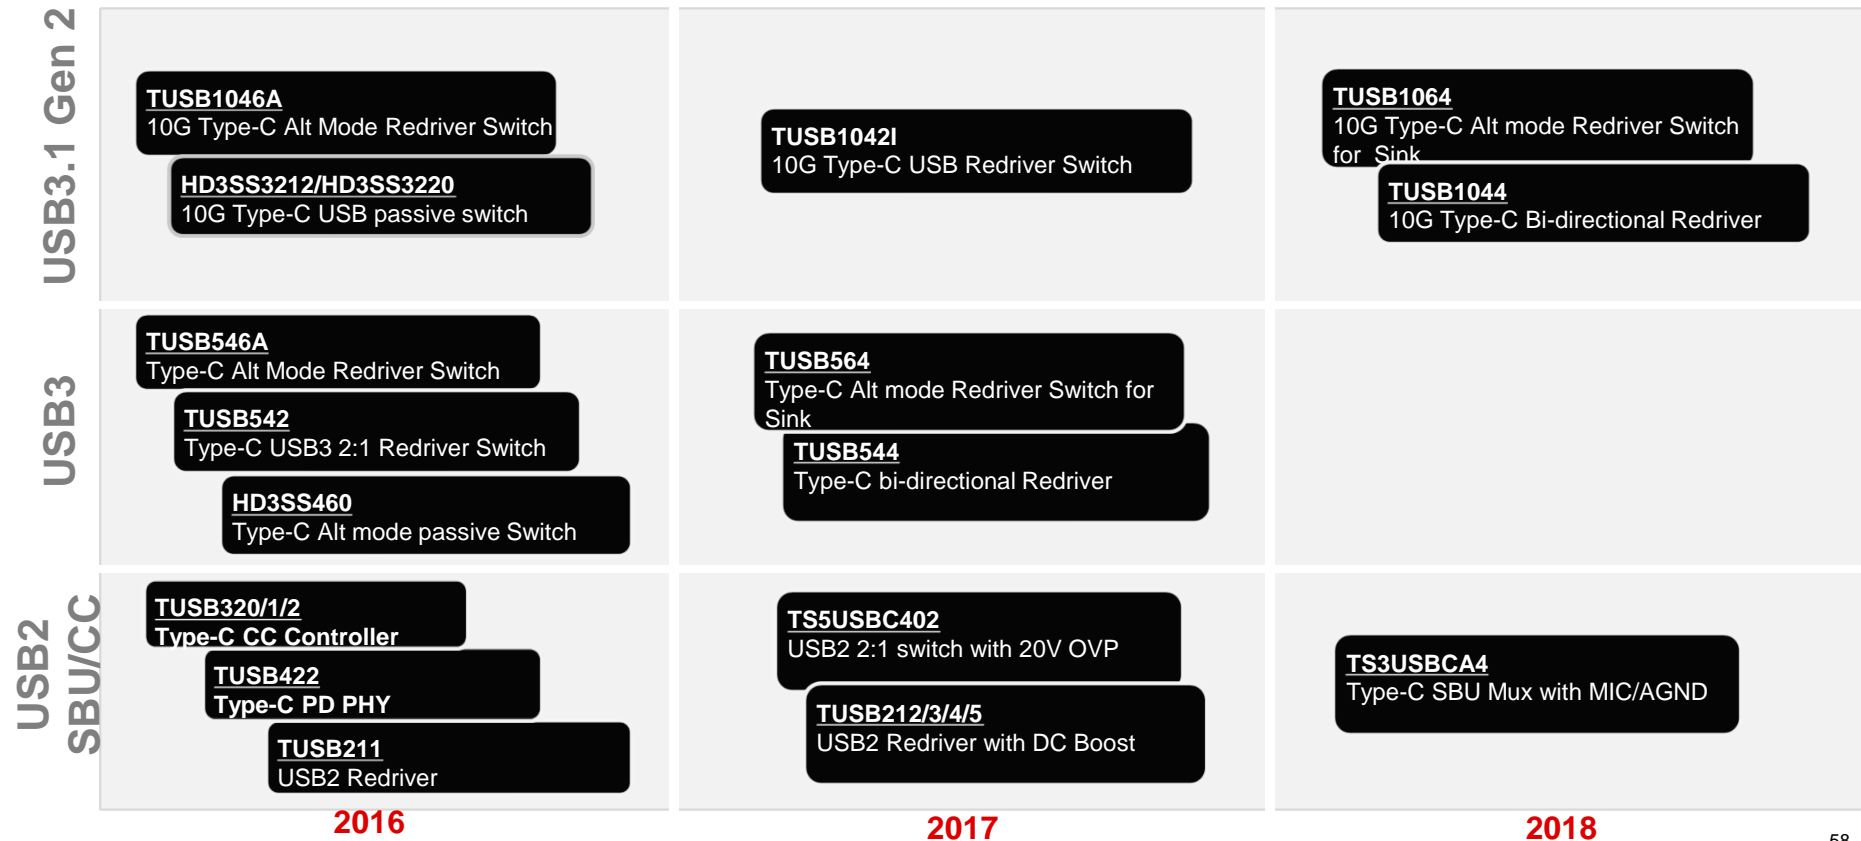 USB3.1 Gen 2
TUSB1046A
10G Type-C Alt Mode Redriver Switch
HD3SS3212/HD3SS3220
10G Type-C USB passive switch
TUSB1042I
10G Type-C USB Redriver Switch
TUSB1064
10G Type-C Alt mode Redriver Switch
for Sink
TUSB1044
10G Type-C Bi-directional Redriver
USB3
TUSB546A
Type-C Alt Mode Redriver Switch
TUSB542
Type-C USB3 2:1 Redriver Switch
HD3SS460
Type-C Alt mode passive Switch
TUSB564
Type-C Alt mode Redriver Switch for
Sink
TUSB544
Type-C bi-directional Redriver
USB2
SBU/CC
TUSB320/1/2
Type-C CC Controller
TUSB422
Type-C PD PHY
TUSB211
USB2 Redriver
TS5USBC402
USB2 2:1 switch with 20V OVP
TUSB212/3/4/5
USB2 Redriver with DC Boost
TS3USBCA4
Type-C SBU Mux with MIC/AGND
2016
2017
2018
58